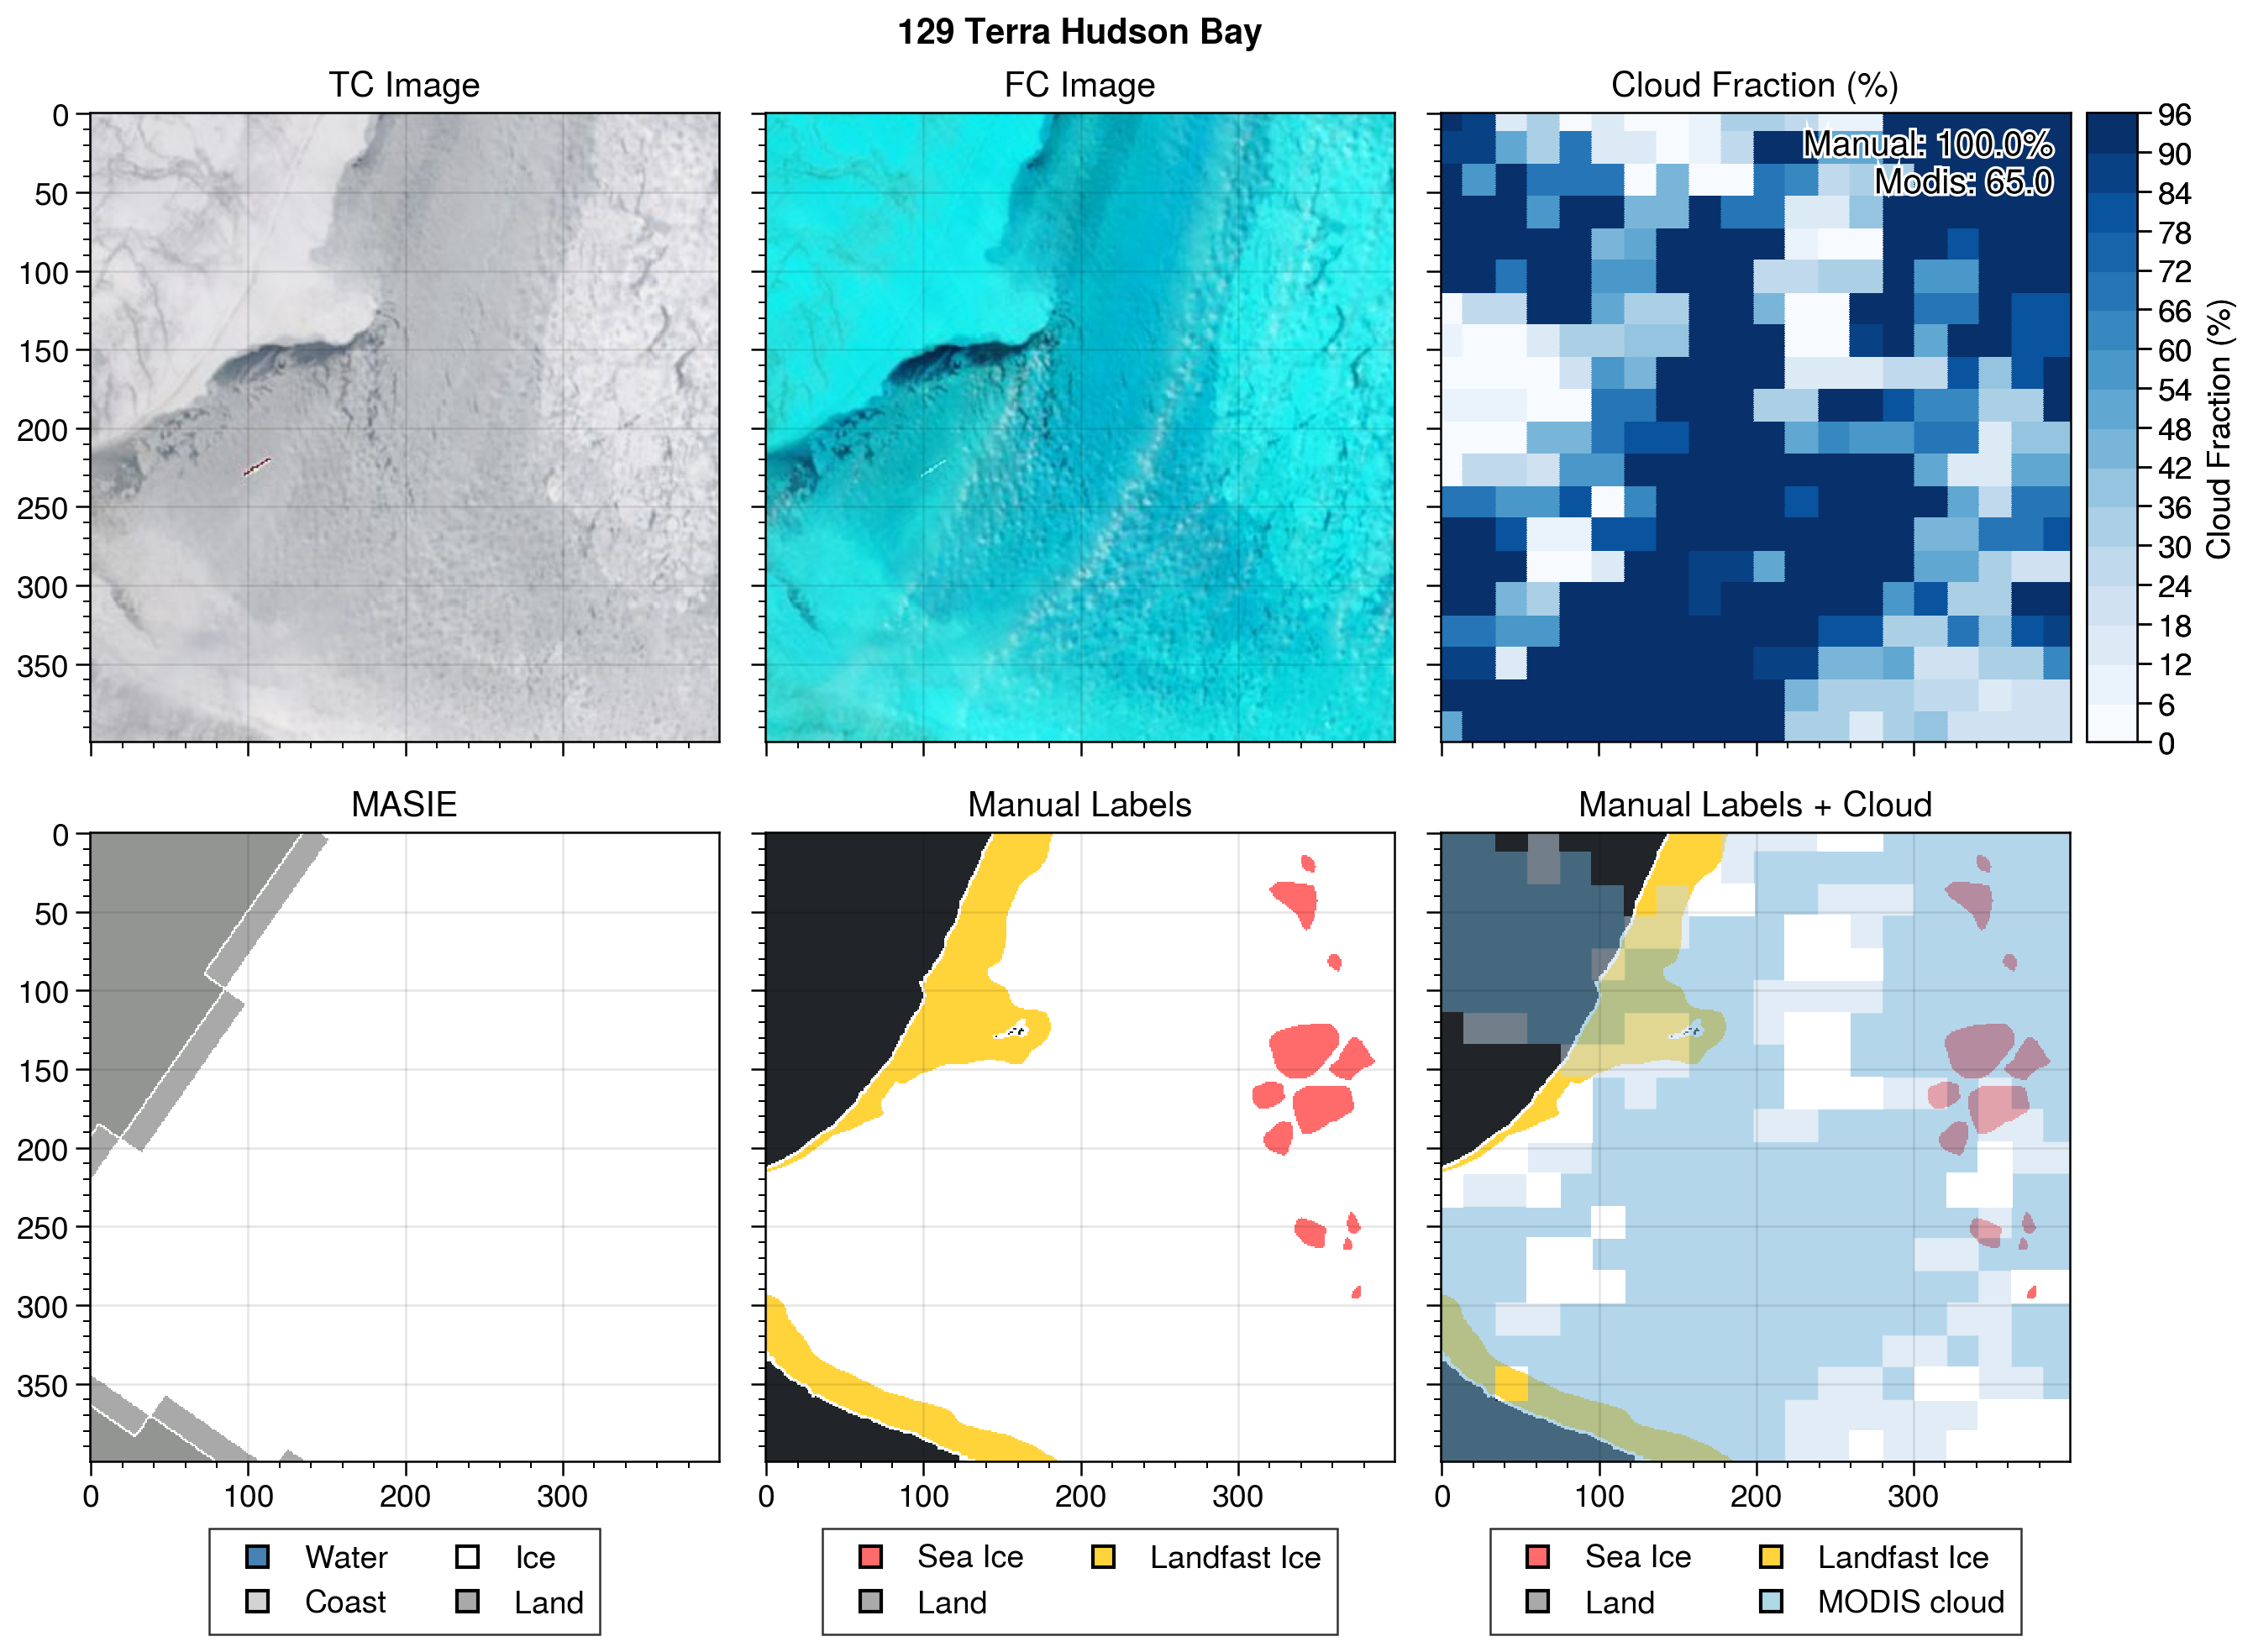 129 Terra Hudson Bay
TC Image
FC Image
Cloud Fraction (%)
0
50
100
150
200
250
300
350
Manual: 100.0%
Modis: 65.0
96
90
84
78
72
66
60
54
48
42
36
30
24
18
12
6
0
Cloud Fraction (%)
MASIE
Manual Labels
Manual Labels + Cloud
0
50
100
150
200
250
300
350
0 100 200 300
0 100 200 300
0 100 200 300
Water Ice
Coast Land
Sea Ice Landfast Ice
Land
Sea Ice Landfast Ice
Land MODIS cloud